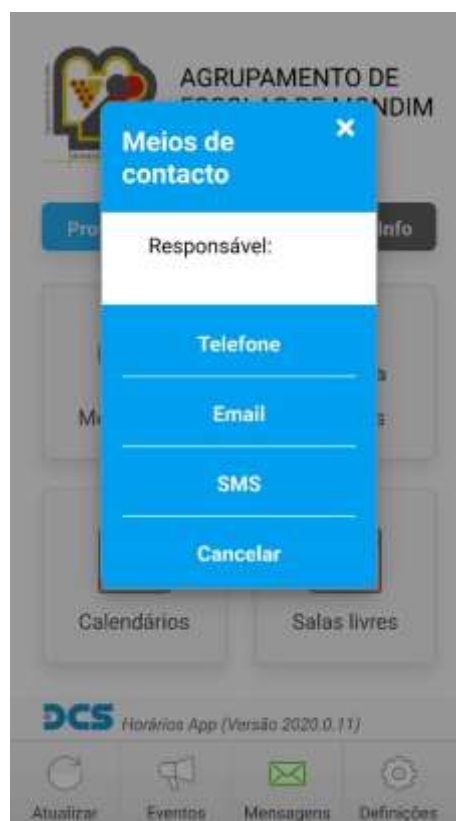 AGRUPAMENTO DE
Meios de
contacto
×
Info
Responsável:
Telefone
Email
SMS
Cancelar
Calendários
Salas livres
DCS Horários App (Versão 2020.0.11)
Atualizar
Eventos
Mensagens
Definições